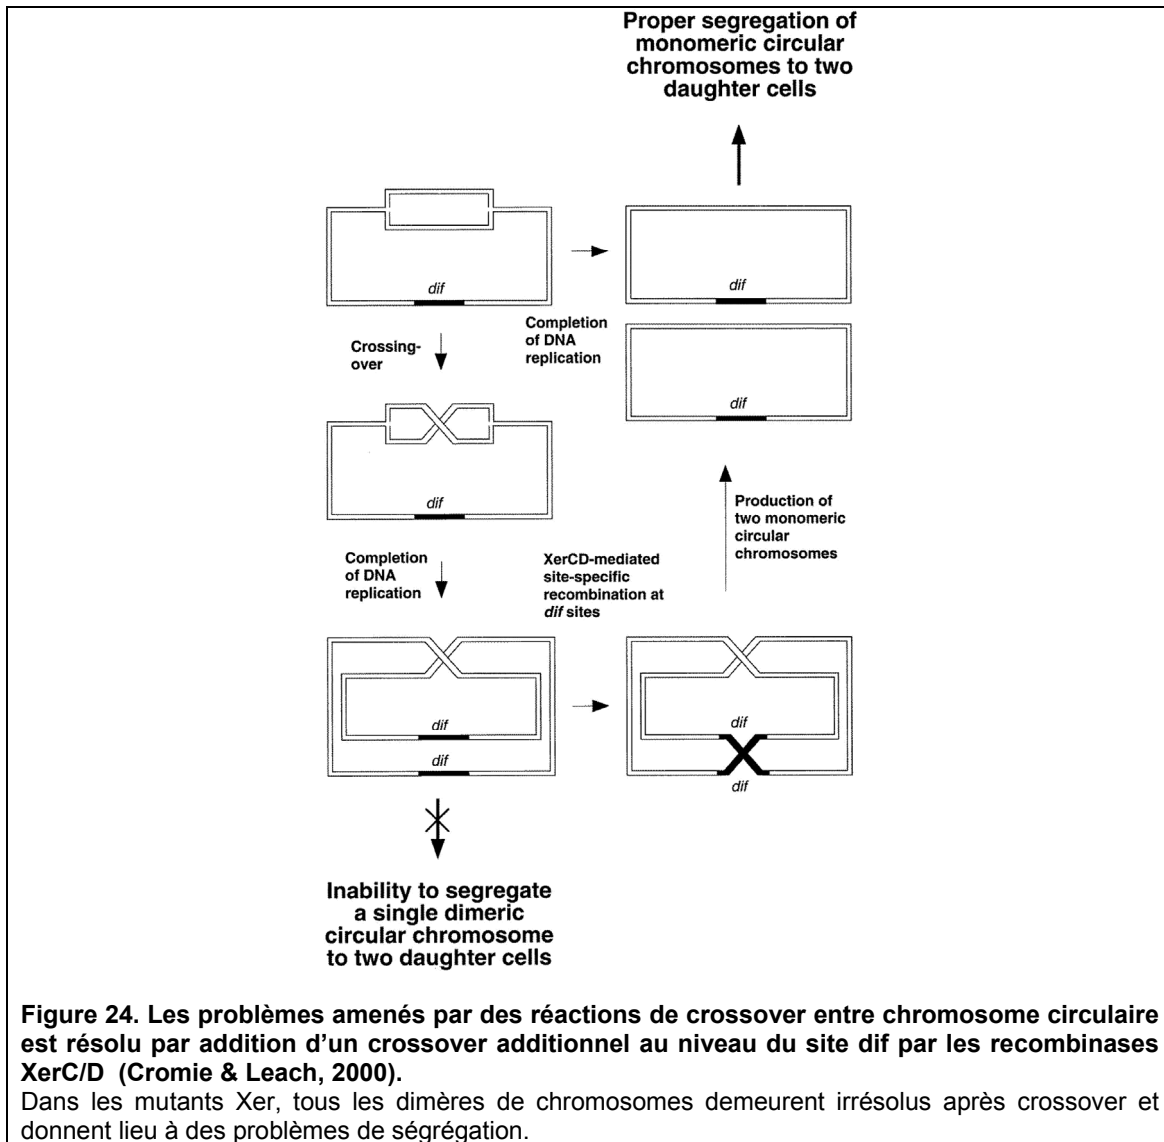 Proper segregation of
monomeric circular
chromosomes to two
daughter cells
dif
dif
Crossing-
over
Completion
of DNA
replication
dif
dif
Completion
of DNA
replication
XerCD-mediated
site-specific
recombination at
dif sites
Production of
two monomeric
circular
chromosomes
dif
dif
dif
dif
Inability to segregate
a single dimeric
circular chromosome
to two daughter cells
Figure 24. Les problèmes amenés par des réactions de crossover entre chromosome circulaire
est résolu par addition d'un crossover additionnel au niveau du site dif par les recombinases
XerC/D (Cromie & Leach, 2000).
Dans les mutants Xer, tous les dimères de chromosomes demeurent irrésolus après crossover et
donnent lieu à des problèmes de ségrégation.